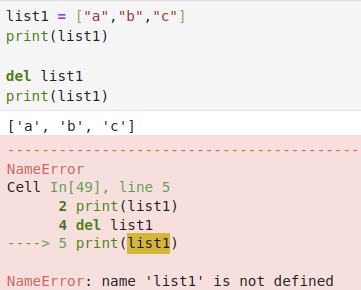 list1 = ["a","b","c"]
print(list1)
del list1
print(list1)
['a', 'b', 'c']
---------------------------------------
NameError
Cell In[49], line 5
      2 print(list1)
      4 del list1
----> 5 print(list1)
NameError: name 'list1' is not defined